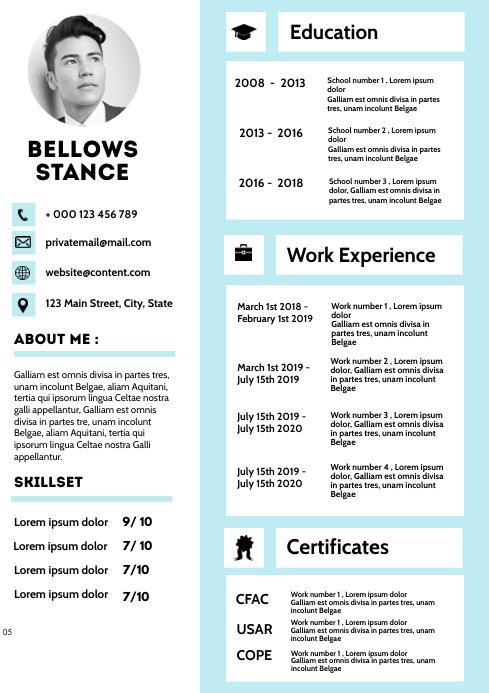 BELLOWS
STANCE
+ 000 123 456 789
privatemail@mail.com
website@content.com
123 Main Street, City, State
ABOUT ME :
Galliam est omnis divisa in partes tres,
unam incolunt Belgae, aliam Aquitani,
tertia qui ipsorum lingua Celtae nostra
galli appellantur, Galliam est omnis
divisa in partes tre, unam incolunt
Belgae, aliam Aquitani, tertia qui
ipsorum lingua Celtae nostra Galli
appellantur.
SKILLSET
Lorem ipsum dolor 9/ 10
Lorem ipsum dolor 7/ 10
Lorem ipsum dolor 7/10
Lorem ipsum dolor 7/10
05
Education
2008 - 2013
School number 1 , Lorem ipsum
dolor
Galliam est omnis divisa in partes
tres, unam incolunt Belgae
2013 - 2016
School number 2 , Lorem ipsum
dolor
Galliam est omnis divisa in partes
tres, unam incolunt Belgae
2016 - 2018
School number 3 , Lorem ipsum
dolor, Galliam est omnis divisa in
partes tres, unam incolunt Belgae
Work Experience
March 1st 2018 -
February 1st 2019
Work number 1 , Lorem ipsum
dolor
Galliam est omnis divisa in
partes tres, unam incolunt
Belgae
March 1st 2019 -
July 15th 2019
Work number 2 , Lorem ipsum
dolor, Galliam est omnis divisa
in partes tres, unam incolunt
Belgae
July 15th 2019 -
July 15th 2020
Work number 3 , Lorem ipsum
dolor, Galliam est omnis divisa
in partes tres, unam incolunt
Belgae
July 15th 2019 -
July 15th 2020
Work number 4 , Lorem ipsum
dolor, Galliam est omnis divisa
in partes tres, unam incolunt
Belgae
Certificates
CFAC
Work number 1 , Lorem ipsum dolor
Galliam est omnis divisa in partes tres, unam
incolunt Belgae
USAR
Work number 1 , Lorem ipsum dolor
Galliam est omnis divisa in partes tres, unam
incolunt Belgae
COPE
Work number 1 , Lorem ipsum dolor
Galliam est omnis divisa in partes tres, unam
incolunt Belgae